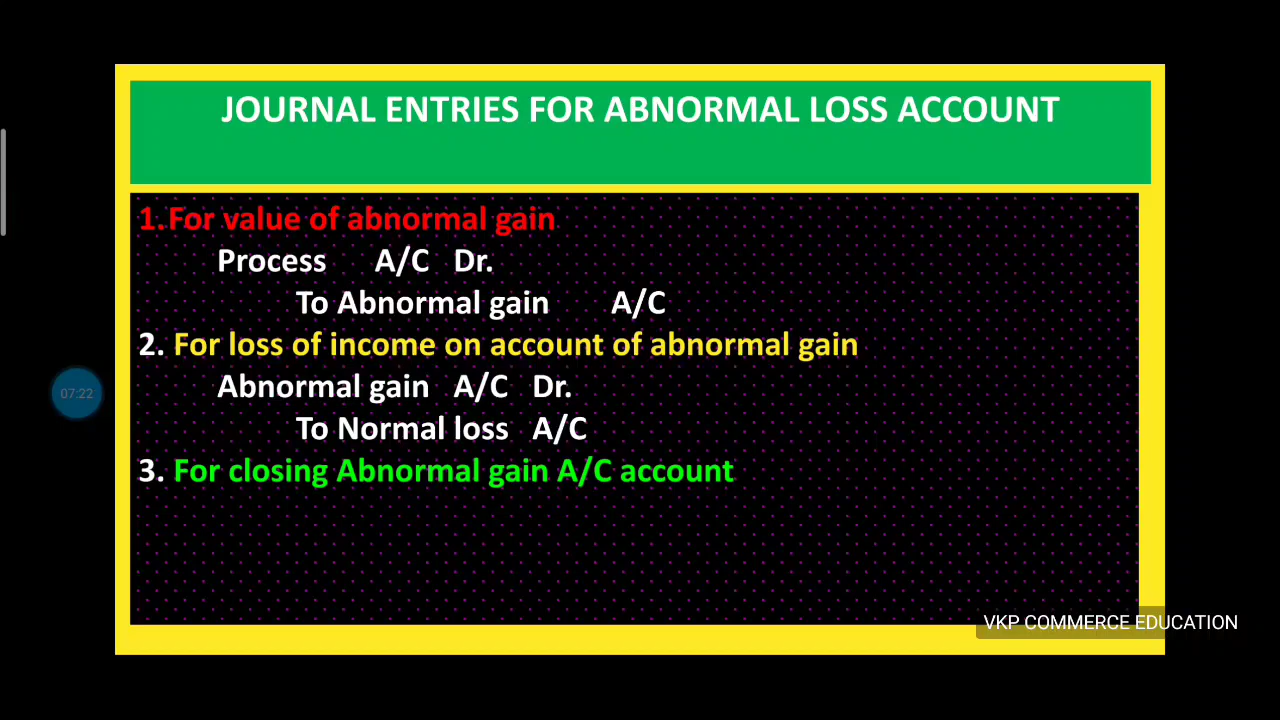 JOURNAL ENTRIES FOR ABNORMAL LOSS ACCOUNT
1.For value of abnormal gain
Process A/C Dr.
To Abnormal gain A/C
2. For loss of income on account of abnormal gain
Abnormal gain A/C Dr.
To Normal loss A/C
3. For closing Abnormal gain A/C account
07:22
VKP COMMERCE EDUCATION